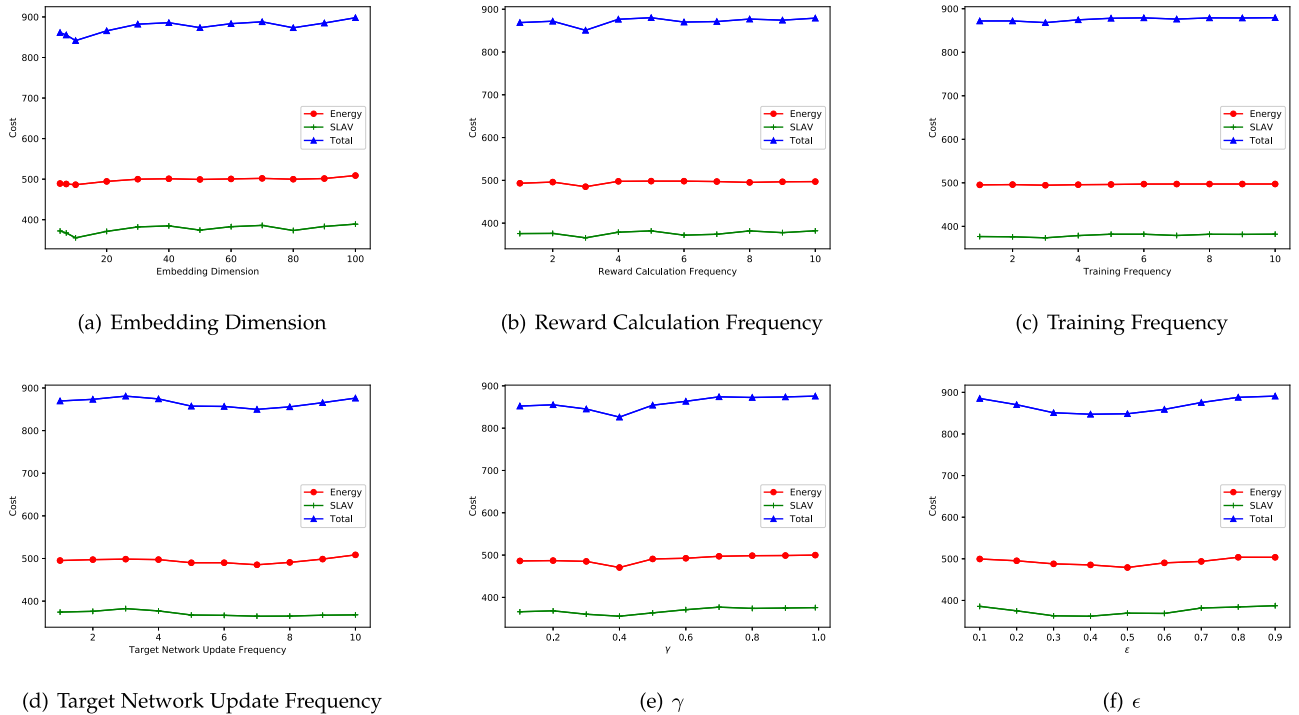 900
800
700
600
500
400
Cost
Energy
SLAV
Total
20 40 60 80 100
Embedding Dimension
(a) Embedding Dimension
900
800
700
600
500
400
Cost
Energy
SLAV
Total
2 4 6 8 10
Reward Calculation Frequency
(b) Reward Calculation Frequency
900
800
700
600
500
400
Cost
Energy
SLAV
Total
2 4 6 8 10
Training Frequency
(c) Training Frequency
900
800
700
600
500
400
Cost
Energy
SLAV
Total
2 4 6 8 10
Target Network Update Frequency
(d) Target Network Update Frequency
900
800
700
600
500
400
Cost
Energy
SLAV
Total
0.2 0.4 0.6 0.8 1.0
γ
(e) γ
900
800
700
600
500
400
Cost
Energy
SLAV
Total
0.1 0.2 0.3 0.4 0.5 0.6 0.7 0.8 0.9
ε
(f) ϵ